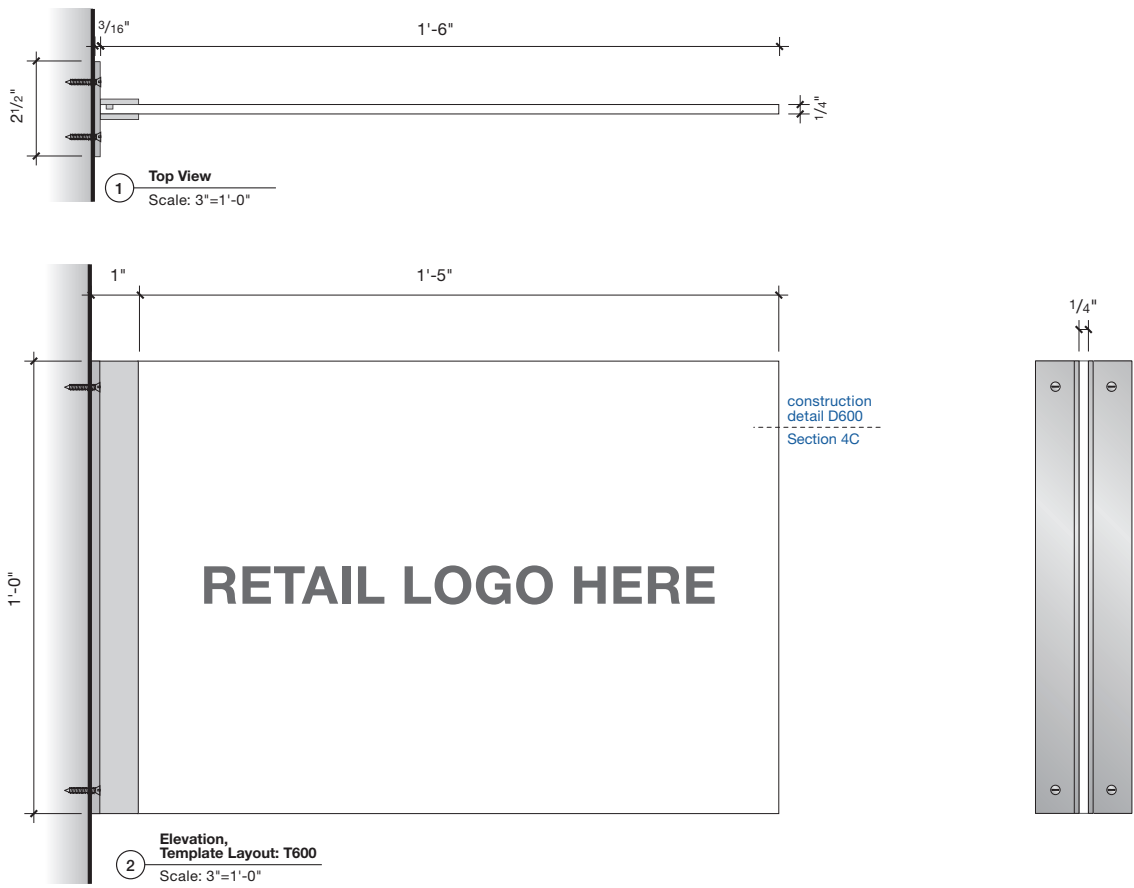 3/16"
1'-6"
2 1/2"
1/4"
1
Top View
Scale: 3"=1'-0"
1"
1'-5"
1/4"
construction
detail D600
Section 4C
RETAIL LOGO HERE
1'-0"
2
Elevation,
Template Layout: T600
Scale: 3"=1'-0"